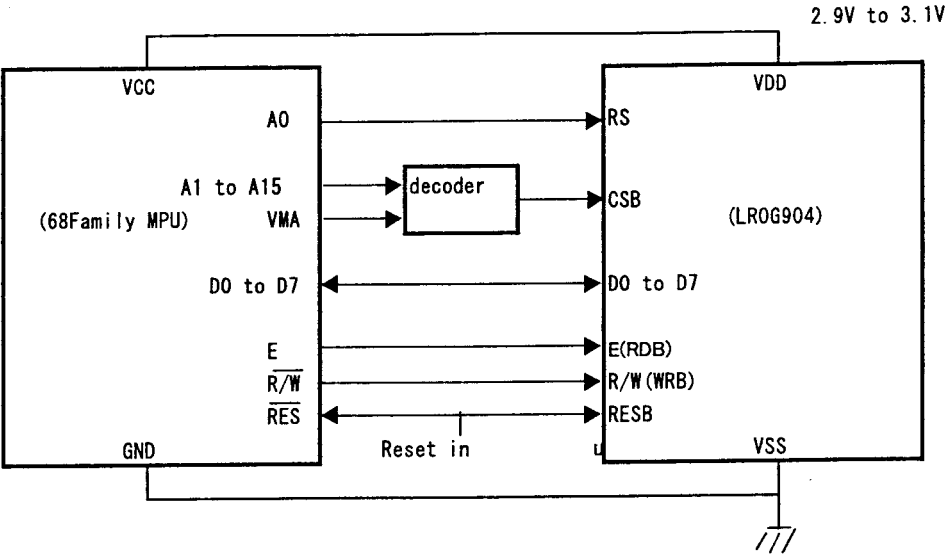 2.9V to 3.1V
VCC
VDD
A0
RS
A1 to A15
decoder
(68Family MPU)
VMA
CSB
(LR0G904)
D0 to D7
D0 to D7
E
E(RDB)
R/W
R/W(WRB)
RES
RESB
Reset in
u
GND
VSS